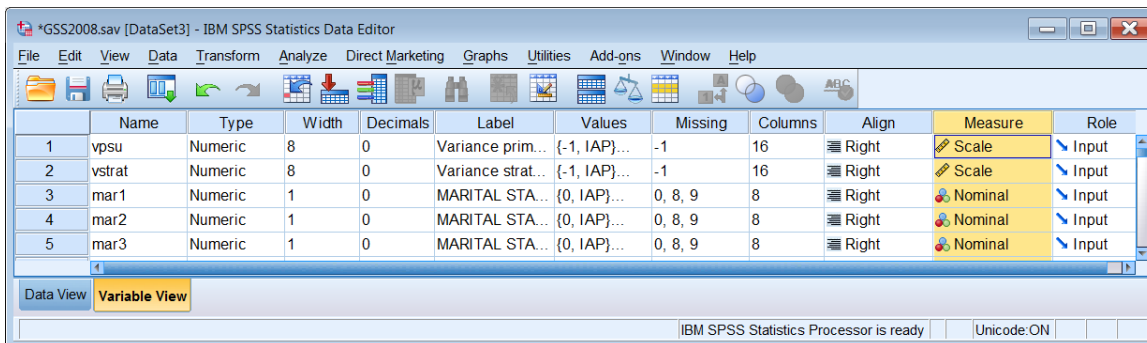 *GSS2008.sav [DataSet3] - IBM SPSS Statistics Data Editor
File Edit View Data Transform Analyze Direct Marketing Graphs Utilities Add-ons Window Help
Name Type Width Decimals Label Values Missing Columns Align Measure Role
1 vpsu Numeric 8 0 Variance prim... {-1, IAP}... -1 16 Right Scale Input
2 vstrat Numeric 8 0 Variance strat... {-1, IAP}... -1 16 Right Scale Input
3 mar1 Numeric 1 0 MARITAL STA... {0, IAP}... 0, 8, 9 8 Right Nominal Input
4 mar2 Numeric 1 0 MARITAL STA... {0, IAP}... 0, 8, 9 8 Right Nominal Input
5 mar3 Numeric 1 0 MARITAL STA... {0, IAP}... 0, 8, 9 8 Right Nominal Input
Data View Variable View
IBM SPSS Statistics Processor is ready Unicode:ON